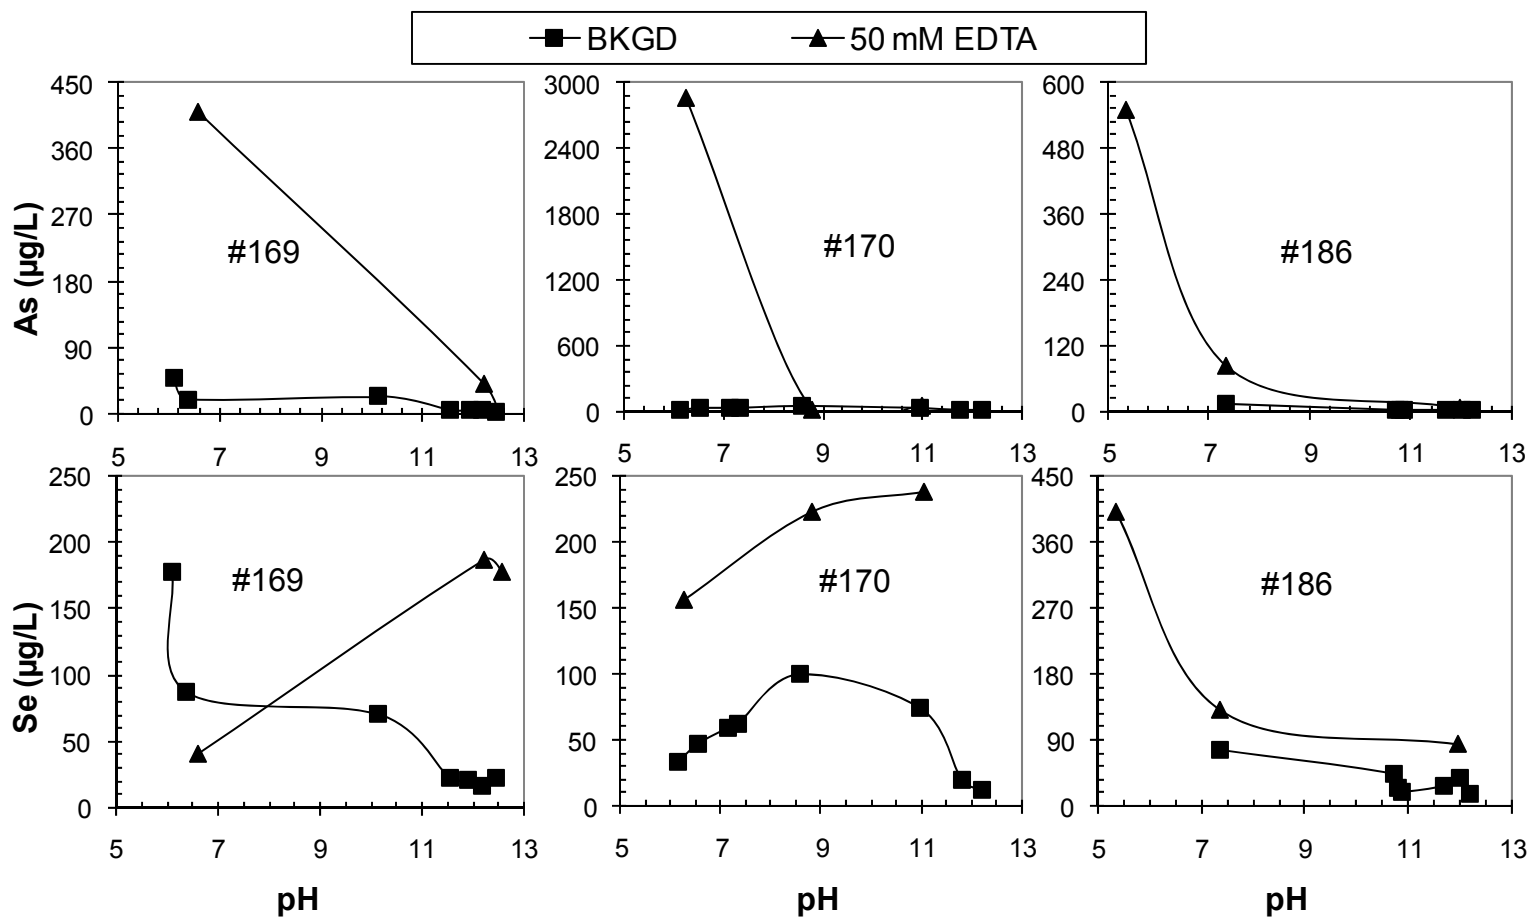 BKGD 50 mM EDTA
450 3000 600
360 2400 480
270 1800 360
#169 #170 #186
180 1200 240
90 600 120
0 0 0
As (µg/L)
5 7 9 11 13 5 7 9 11 13 5 7 9 11 13
250 250 450
200 200 360
#169 #170 #186
150 150 270
100 100 180
50 50 90
0 0 0
Se (µg/L)
5 7 9 11 13 5 7 9 11 13 5 7 9 11 13
pH pH pH